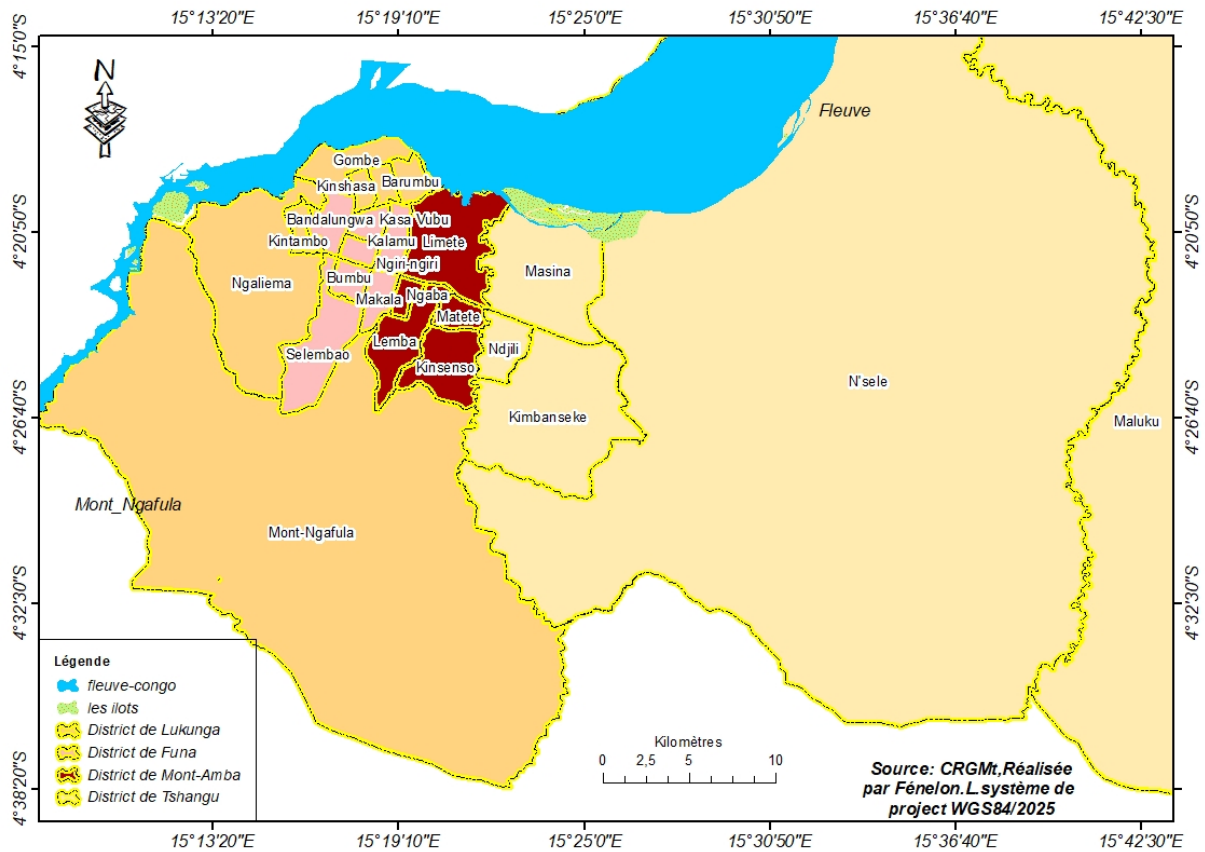 15°13'20"E
15°19'10"E
15°25'0"E
15°30'50"E
15°36'40"E
15°42'30"E
4°15'0"S
4°15'0"S
N
Fleuve
Gombe
Kinshasa
Barumbu
Bandalungwa
Kasa
Vubu
4°20'50"S
4°20'50"S
Kintambo
Kalamu
Limete
Ngiri-ngiri
Masina
Ngaliema
Bumbu
Makala
Ngaba
Matete
Selembao
Lemba
Ndjili
Kinsenso
N'sele
Kimbanseke
Maluku
4°26'40"S
4°26'40"S
Mont_Ngafula
Mont-Ngafula
4°32'30"S
4°32'30"S
Légende
fleuve-congo
les ilots
District de Lukunga
District de Funa
District de Mont-Amba
District de Tshangu
Kilomètres
0 2,5 5 10
Source: CRGMt,Réalisée
par Fénelon.L.système de
project WGS84/2025
4°38'20"S
4°38'20"S
15°13'20"E
15°19'10"E
15°25'0"E
15°30'50"E
15°36'40"E
15°42'30"E